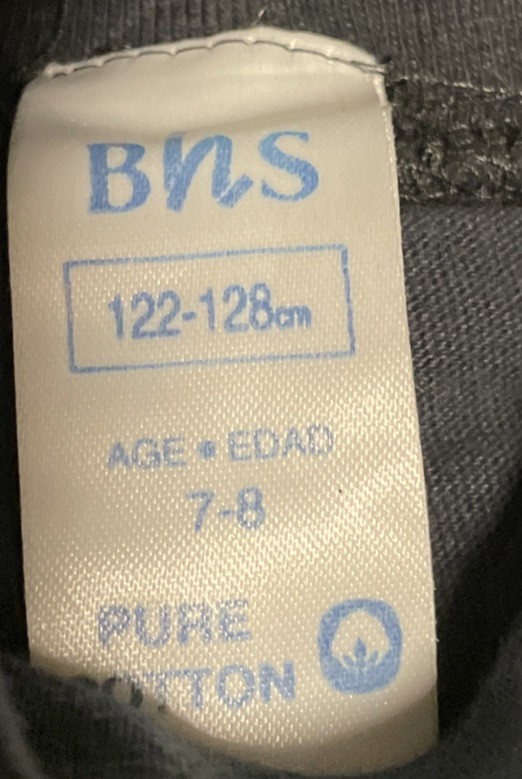 BnS
122-128cm
AGE • EDAD
7-8
PURE
COTTON